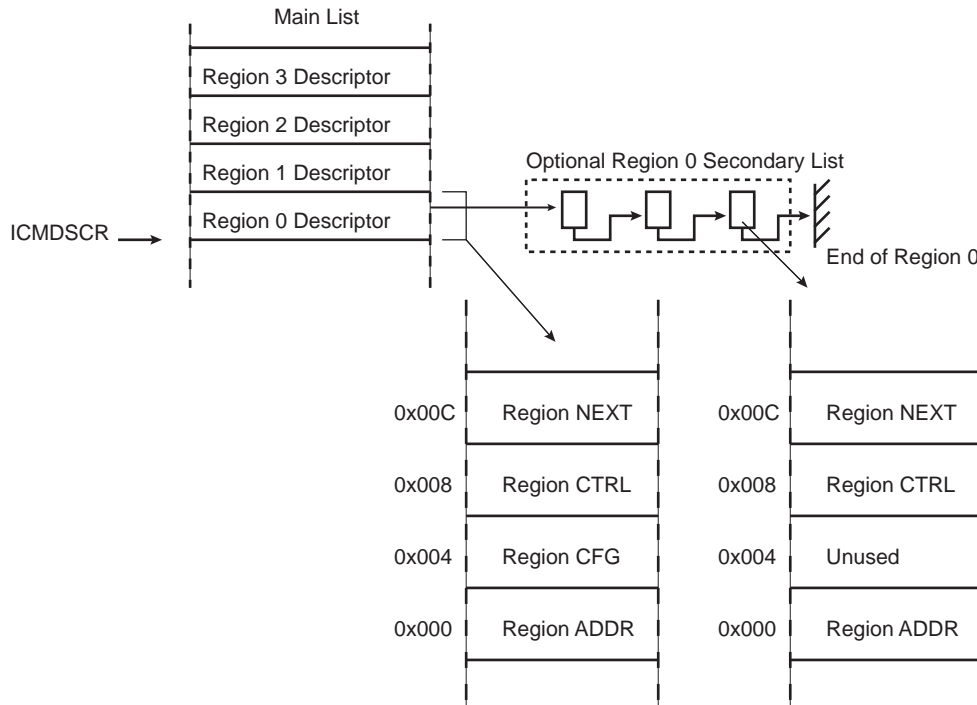 Main List
Region 3 Descriptor
Region 2 Descriptor
Region 1 Descriptor
Region 0 Descriptor
ICMDSCR
Optional Region 0 Secondary List
End of Region 0
0x00C Region NEXT
0x008 Region CTRL
0x004 Region CFG
0x000 Region ADDR
0x00C Region NEXT
0x008 Region CTRL
0x004 Unused
0x000 Region ADDR